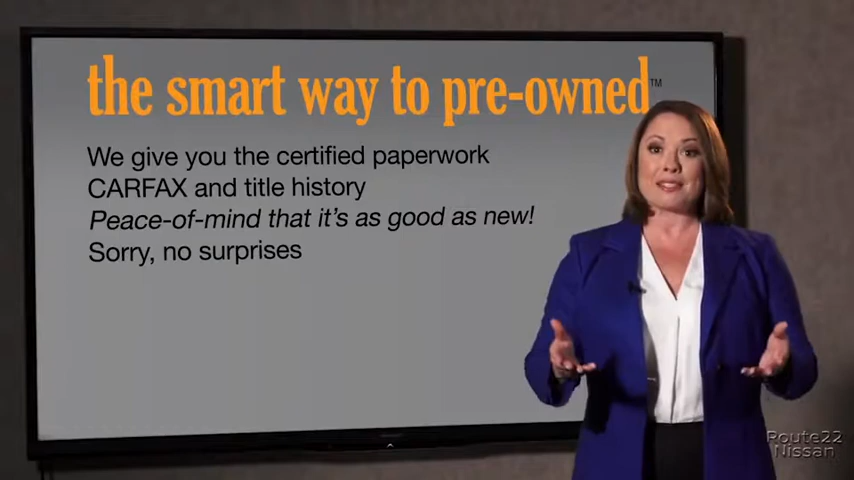 the smart way to pre-owned™
We give you the certified paperwork
CARFAX and title history
Peace-of-mind that it's as good as new!
Sorry, no surprises
Route22
Nissan